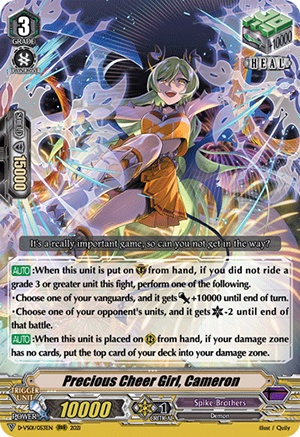 3
GRADE
+10000
HEAL
15000
It's a really important game, so can you not get in the way?
AUTO:When this unit is put on from hand, if you did not ride a
grade 3 or greater unit this fight, perform one of the following.
·Choose one of your vanguards, and it gets +10000 until end of turn.
·Choose one of your opponent's units, and it gets -2 until end of
that battle.
AUTO:When this unit is placed on from hand, if your damage zone
has no cards, put the top card of your deck into your damage zone.
Precious Cheer Girl, Cameron
TRIGGER
UNIT
POWER
10000
1
CRITICAL
Spike Brothers
Demon
D-VS01/053EN
2021
Illust / Quily